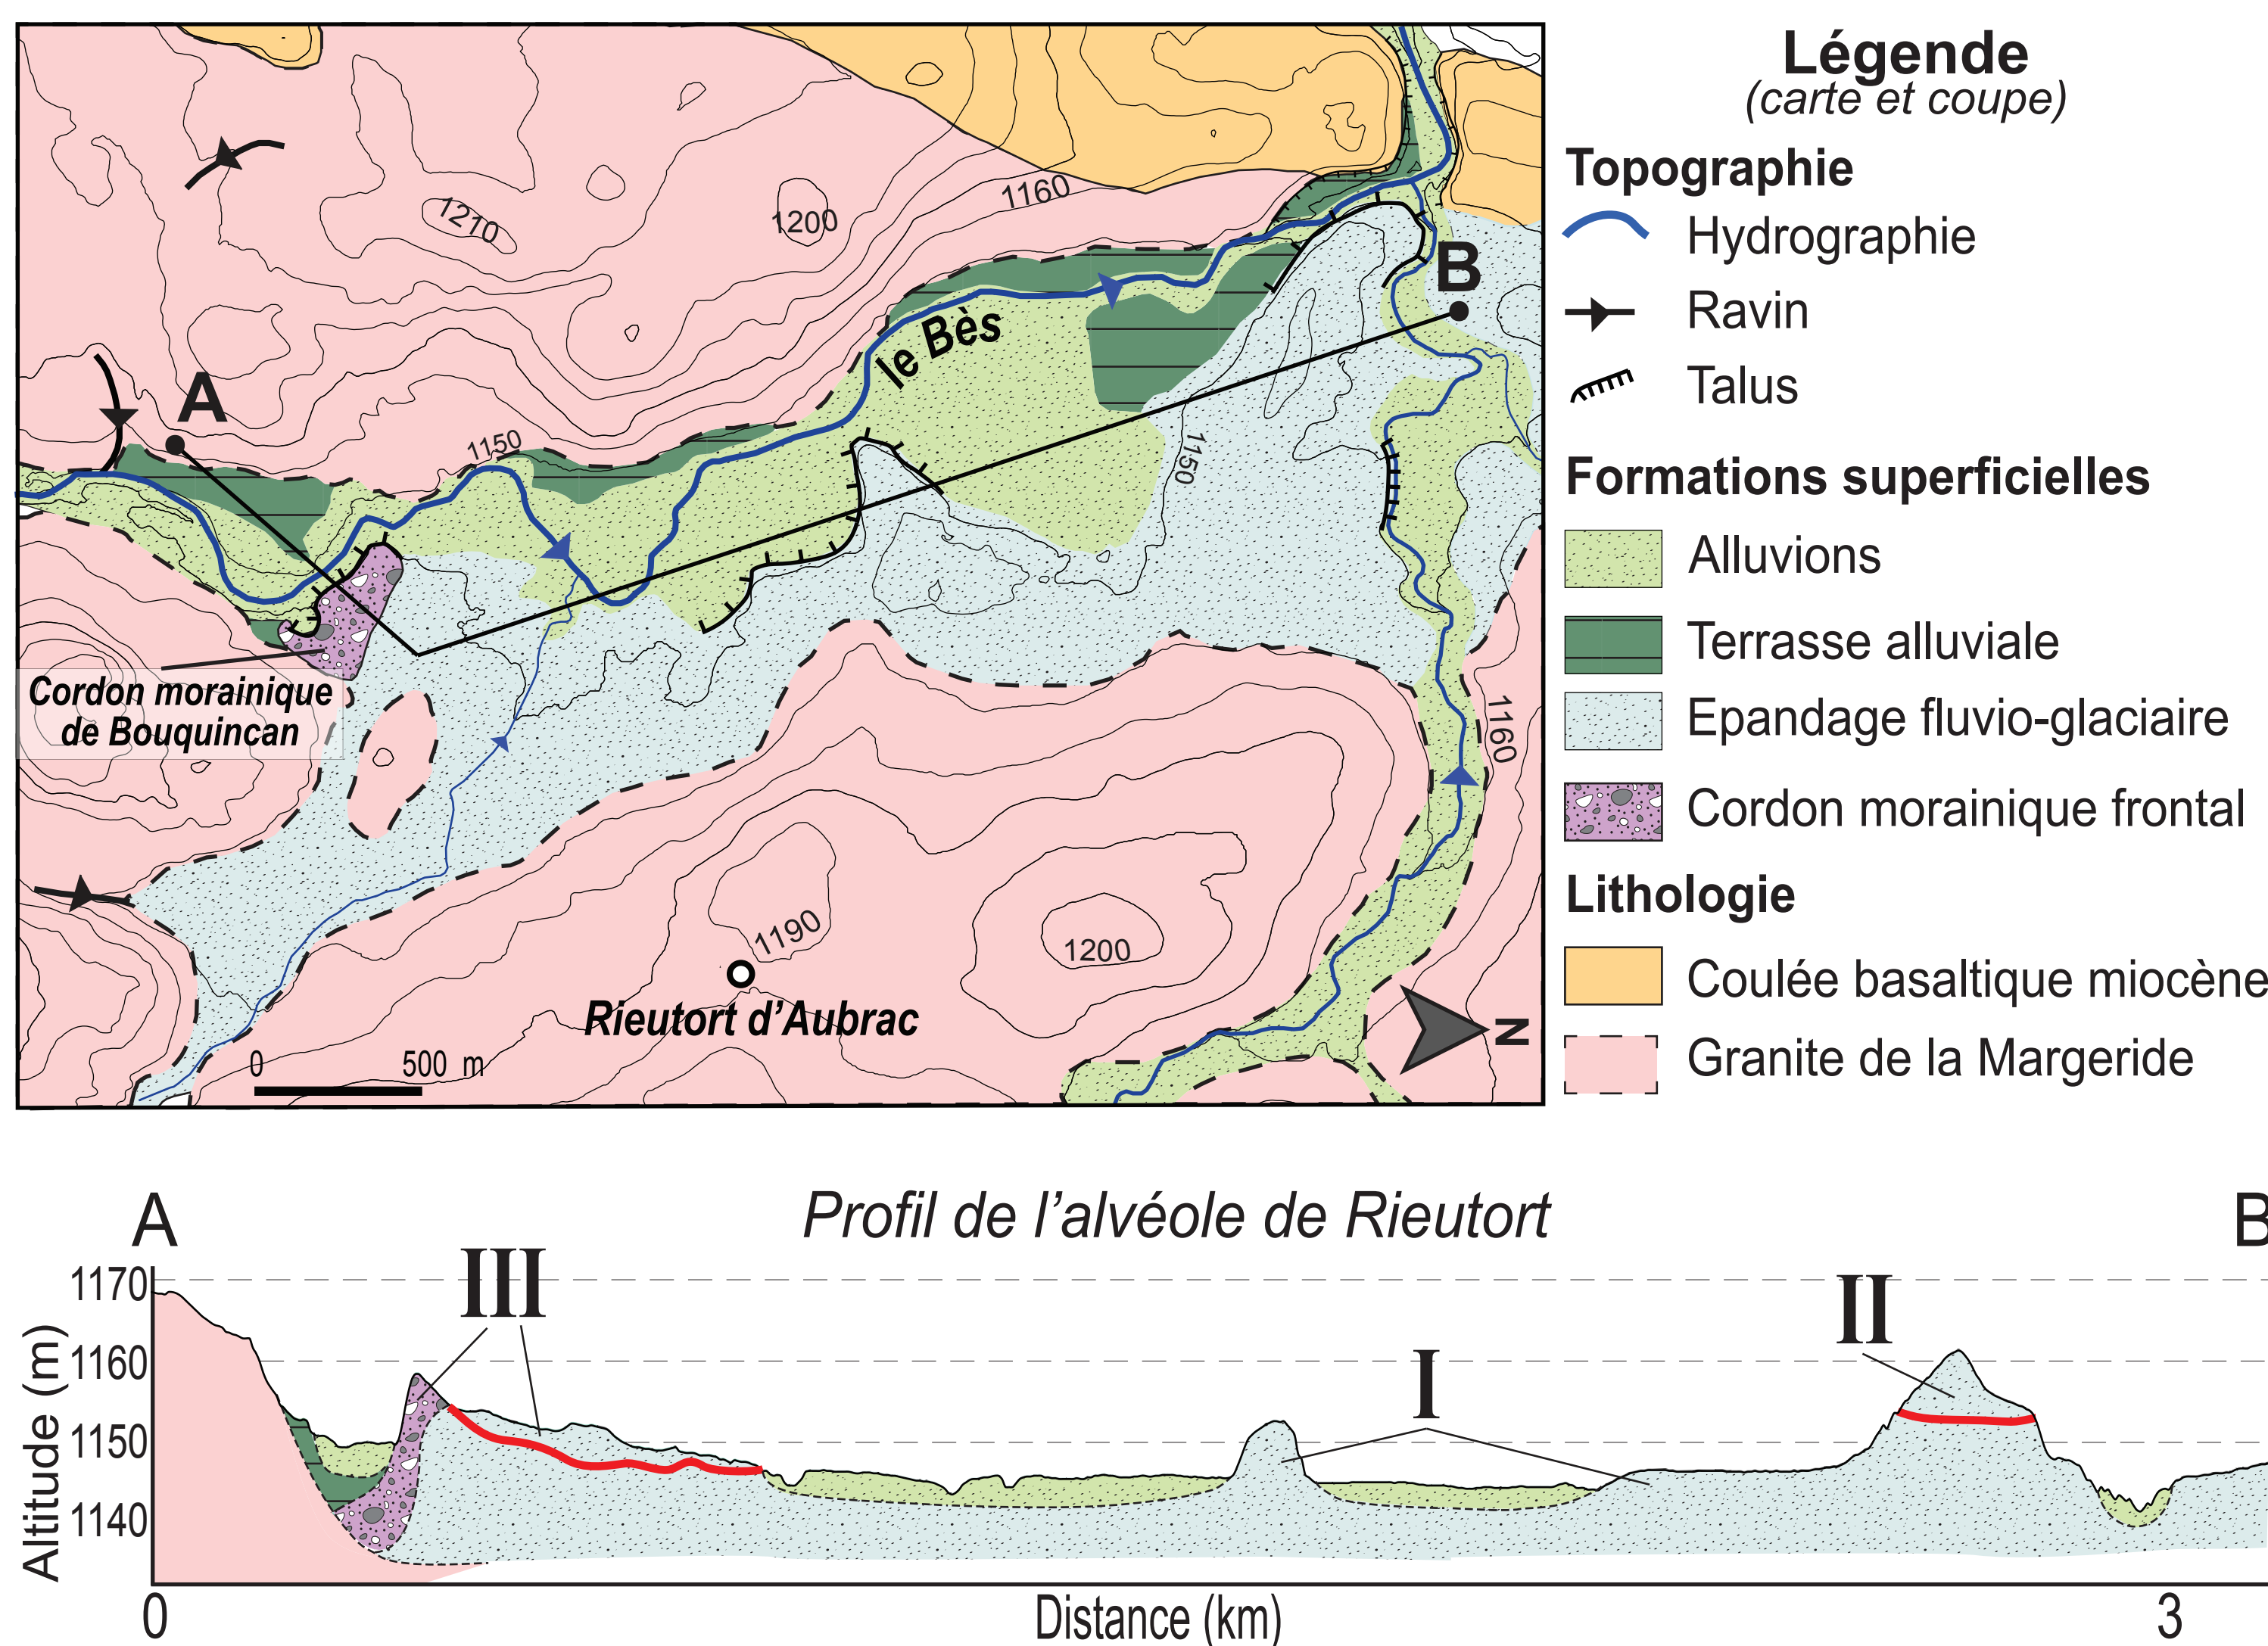 1210
1200
1160
B
le Bès
A
1150
1150
Cordon morainique
de Bouquincan
1160
1190
1200
Rieutort d’Aubrac
0 500 m
N
Légende
(carte et coupe)
Topographie
Hydrographie
Ravin
Talus
Formations superficielles
Alluvions
Terrasse alluviale
Epandage fluvio-glaciaire
Cordon morainique frontal
Lithologie
Coulée basaltique miocène
Granite de la Margeride
A Profil de l’alvéole de Rieutort B
III
II
I
1170
1160
1150
1140
Altitude (m)
0 Distance (km) 3